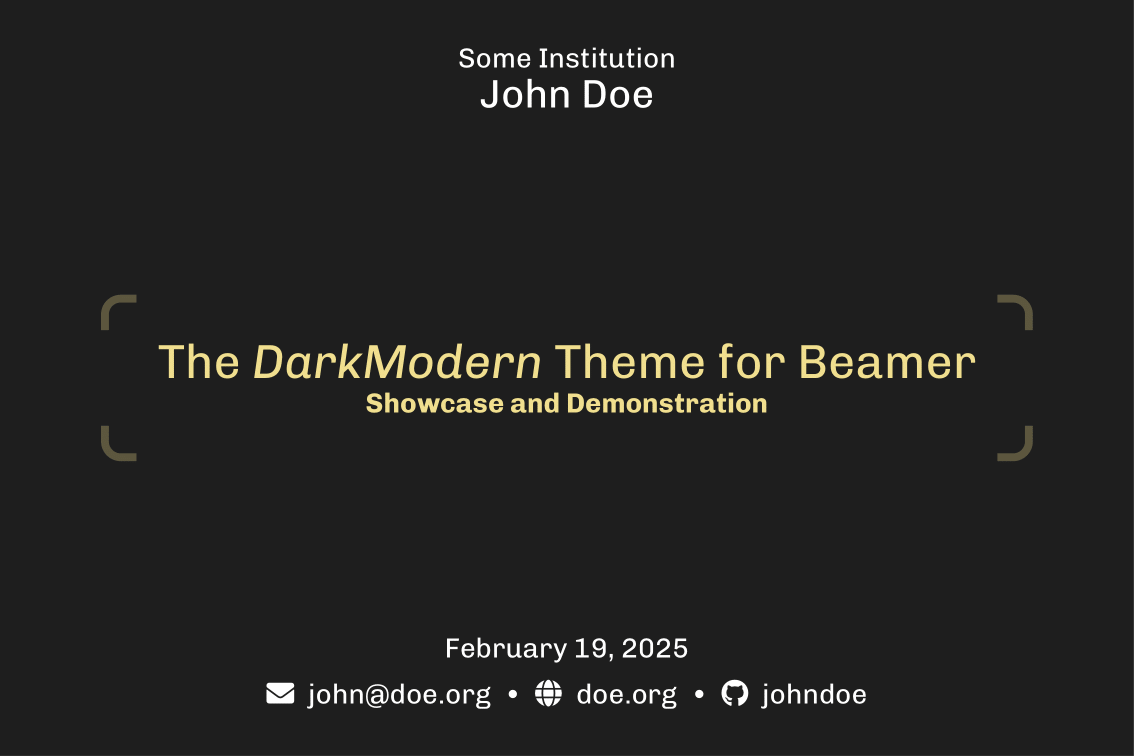 Some Institution
John Doe
The DarkModern Theme for Beamer
Showcase and Demonstration
February 19, 2025
john@doe.org • doe.org • johndoe